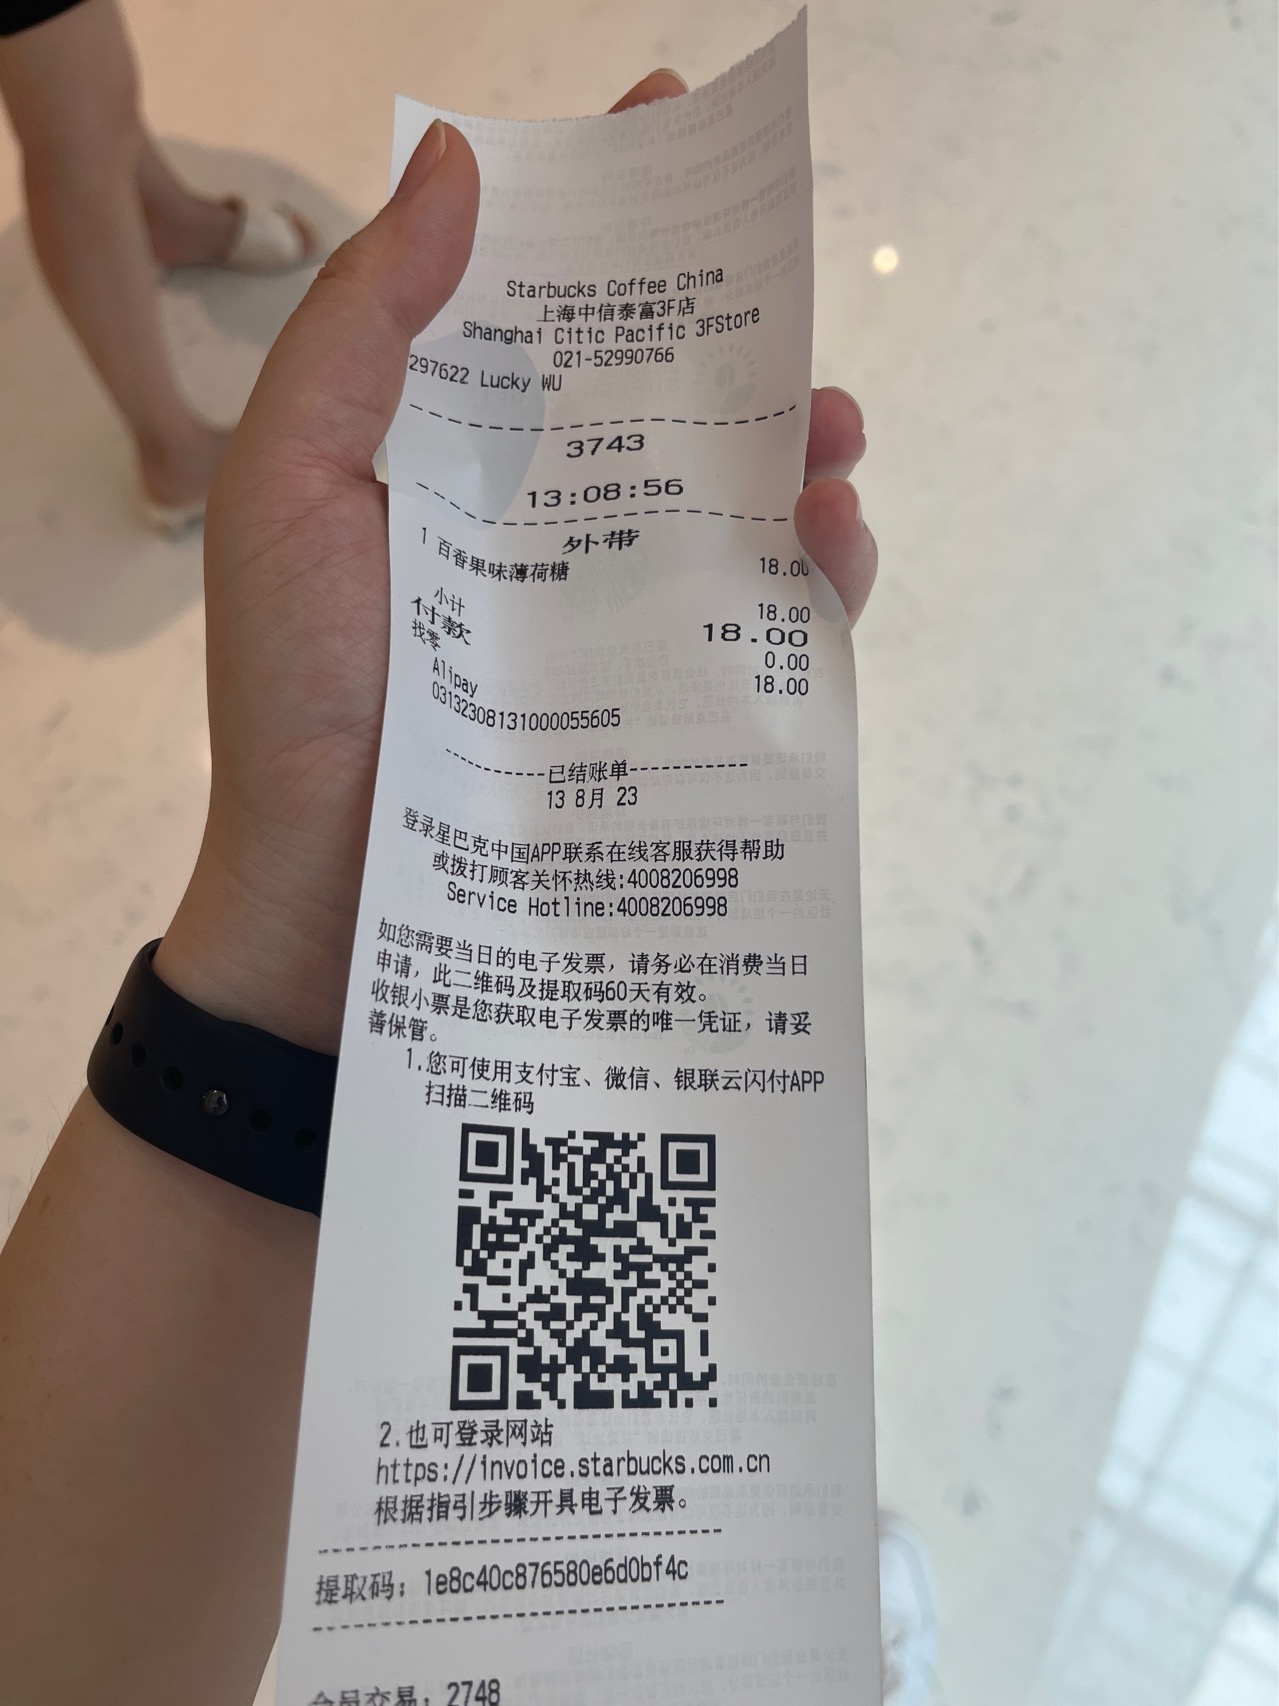 Starbucks Coffee China
上海中信泰富3F店
Shanghai Citic Pacific 3FStore
021-52990766
297622 Lucky WU
3743
13:08:56
外带
1 百香果味薄荷糖 18.00
小计 18.00
付款 18.00
找零 0.00
Alipay 18.00
03132308131000055605
-----------已结账单-----------
13 8月 23
登录星巴克中国APP联系在线客服获得帮助
或拨打顾客关怀热线:4008206998
Service Hotline:4008206998
如您需要当日的电子发票，请务必在消费当日
申请，此二维码及提取码60天有效。
收银小票是您获取电子发票的唯一凭证，请妥
善保管。
1.您可使用支付宝、微信、银联云闪付APP
扫描二维码
2.也可登录网站
https://invoice.starbucks.com.cn
根据指引步骤开具电子发票。
提取码：1e8c40c876580e6d0bf4c
会员交易：2748